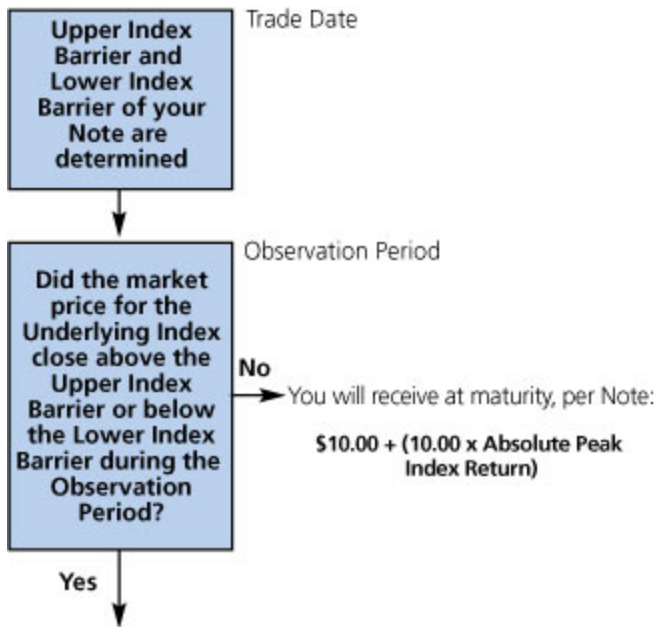 Upper Index
Barrier and
Lower Index
Barrier of your
Note are
determined
Trade Date
Observation Period
Did the market
price for the
Underlying Index
close above the
Upper Index
Barrier or below
the Lower Index
Barrier during the
Observation
Period?
No
You will receive at maturity, per Note:
$10.00 + (10.00 x Absolute Peak
Index Return)
Yes